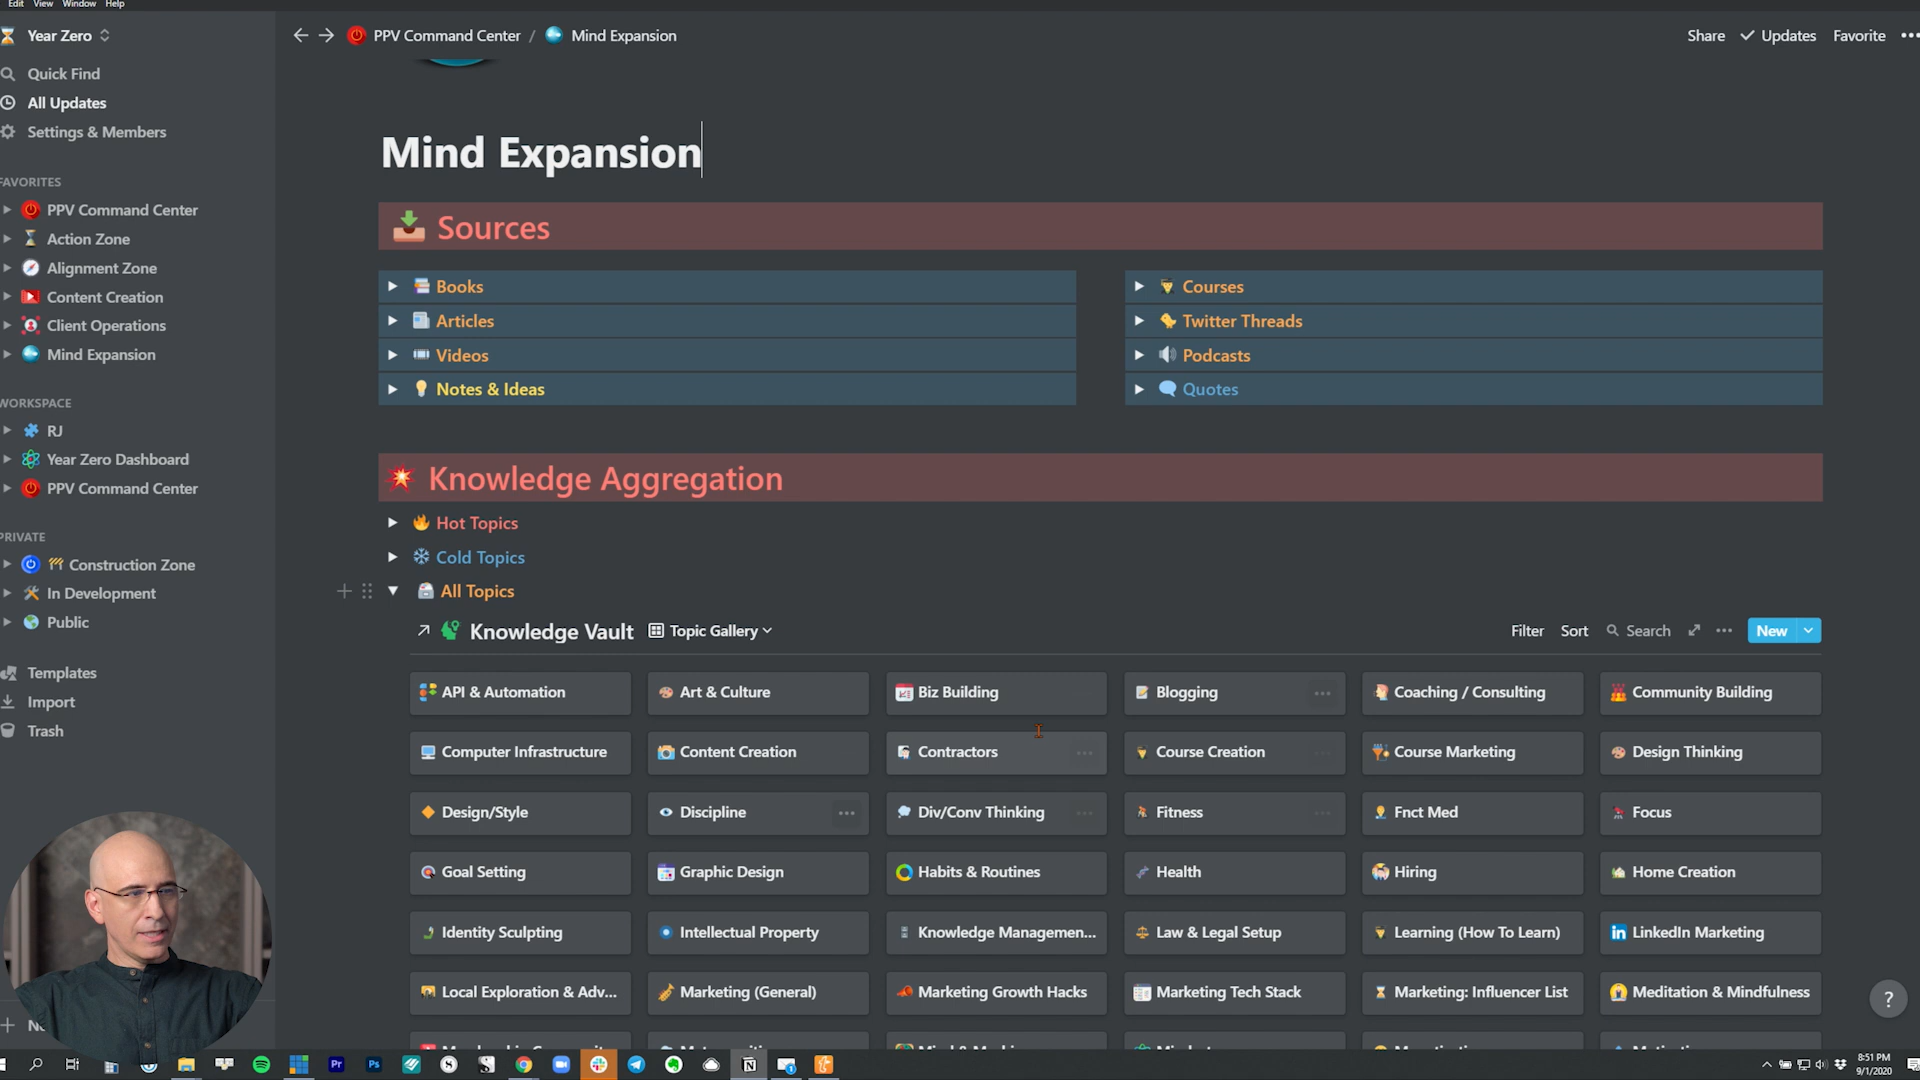 Edit View Window Help
Year Zero
PPV Command Center / Mind Expansion
Share Updates Favorite
Quick Find
All Updates
Settings & Members
FAVORITES
PPV Command Center
Action Zone
Alignment Zone
Content Creation
Client Operations
Mind Expansion
WORKSPACE
RJ
Year Zero Dashboard
PPV Command Center
PRIVATE
Construction Zone
In Development
Public
Templates
Import
Trash
Mind Expansion
Sources
Books
Articles
Videos
Notes & Ideas
Courses
Twitter Threads
Podcasts
Quotes
Knowledge Aggregation
Hot Topics
Cold Topics
All Topics
Knowledge Vault Topic Gallery
Filter Sort Search New
API & Automation Art & Culture Biz Building Blogging Coaching / Consulting Community Building
Computer Infrastructure Content Creation Contractors Course Creation Course Marketing Design Thinking
Design/Style Discipline Div/Conv Thinking Fitness Fnct Med Focus
Goal Setting Graphic Design Habits & Routines Health Hiring Home Creation
Identity Sculpting Intellectual Property Knowledge Managemen... Law & Legal Setup Learning (How To Learn) LinkedIn Marketing
Local Exploration & Adv... Marketing (General) Marketing Growth Hacks Marketing Tech Stack Marketing: Influencer List Meditation & Mindfulness
?
Pr Ps
8:51 PM
9/1/2020